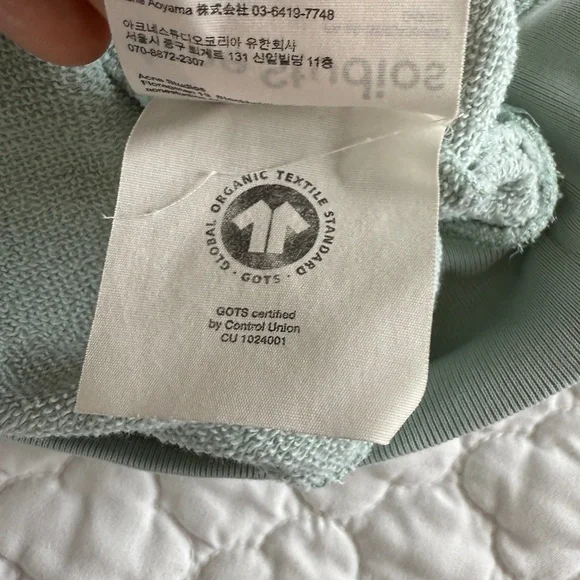 Aoyama 株式会社 03-6419-7748
아크네스튜디오코리아 유한회사
서울시 중구 퇴계로 131 신일빌딩 11층
070-8872-2307
Acne Studios
GLOBAL ORGANIC TEXTILE STANDARD · GOTS ·
GOTS certified
by Control Union
CU 1024001